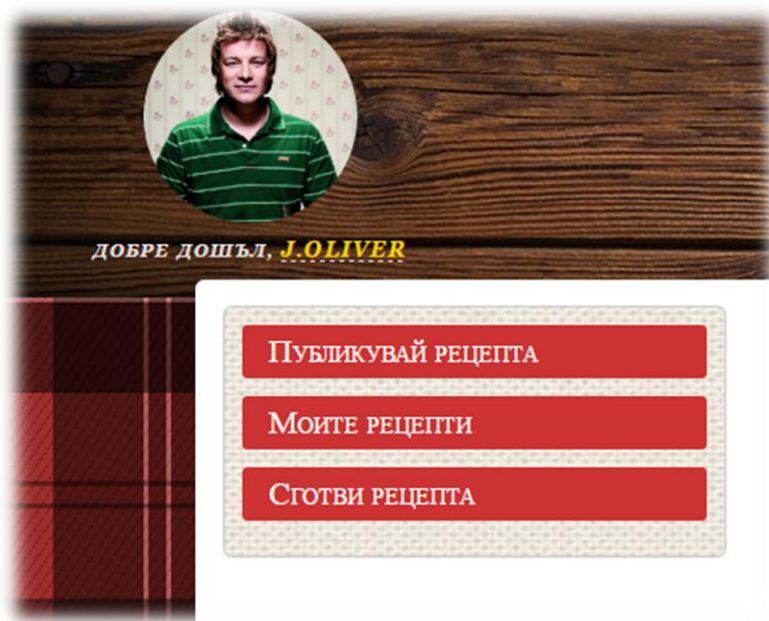 ДОБРЕ ДОШЪЛ, J.OLIVER
ПУБЛИКУВАЙ РЕЦЕПТА
МОИТЕ РЕЦЕПТИ
СГОТВИ РЕЦЕПТА